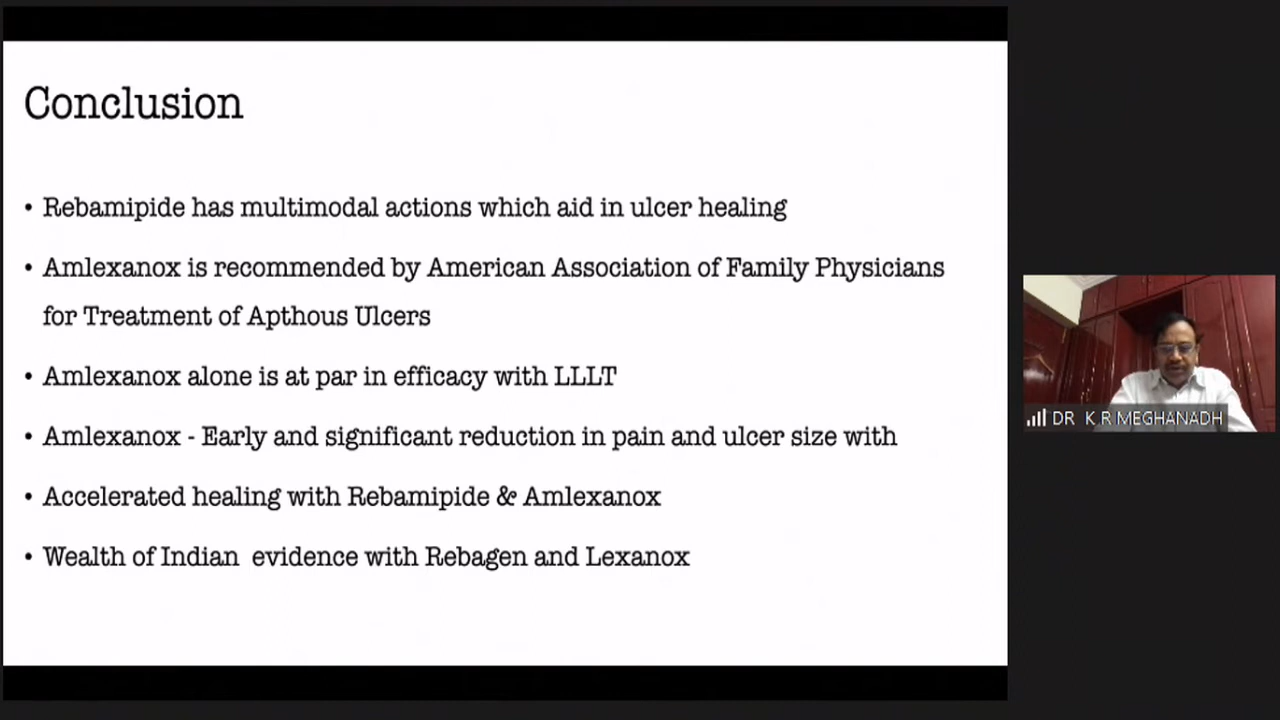 Conclusion
• Rebamipide has multimodal actions which aid in ulcer healing
• Amlexanox is recommended by American Association of Family Physicians
for Treatment of Apthous Ulcers
• Amlexanox alone is at par in efficacy with LLLT
• Amlexanox - Early and significant reduction in pain and ulcer size with
• Accelerated healing with Rebamipide & Amlexanox
• Wealth of Indian evidence with Rebagen and Lexanox
DR K R MEGHANADH